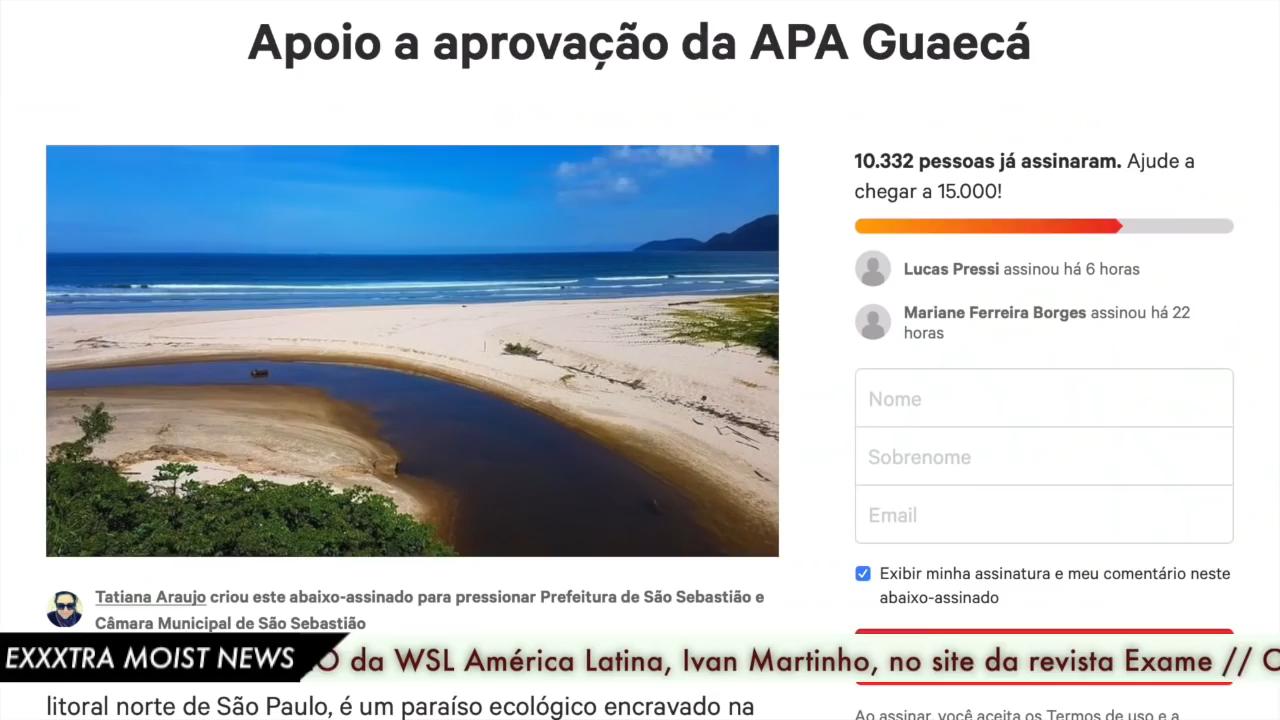 Apoio a aprovação da APA Guaecá
10.332 pessoas já assinaram. Ajude a
chegar a 15.000!
Lucas Pressi assinou há 6 horas
Mariane Ferreira Borges assinou há 22
horas
Nome
Sobrenome
Email
Exibir minha assinatura e meu comentário neste
abaixo-assinado
Tatiana Araujo criou este abaixo-assinado para pressionar Prefeitura de São Sebastião e
Câmara Municipal de São Sebastião
EXXXTRA MOIST NEWS
O da WSL América Latina, Ivan Martinho, no site da revista Exame // C
litoral norte de São Paulo, é um paraíso ecológico encravado na
Ao assinar, você aceita os Termos de uso e a